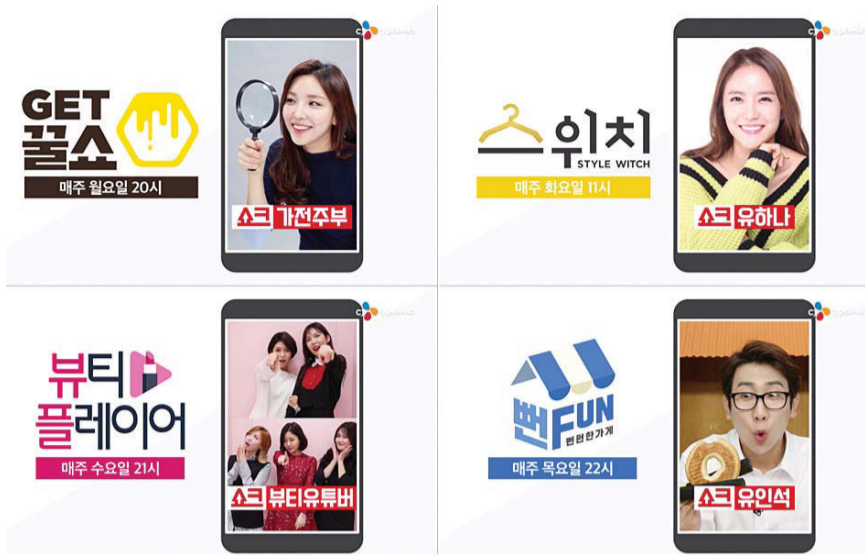 GET
꿀쇼
매주 월요일 20시
쇼크 가전주부
스위치
STYLE WITCH
매주 화요일 11시
쇼크 유하나
뷰티
플레이어
매주 수요일 21시
쇼크 뷰티유튜버
뻔FUN
뻔뻔한가게
매주 목요일 22시
쇼크 유인석